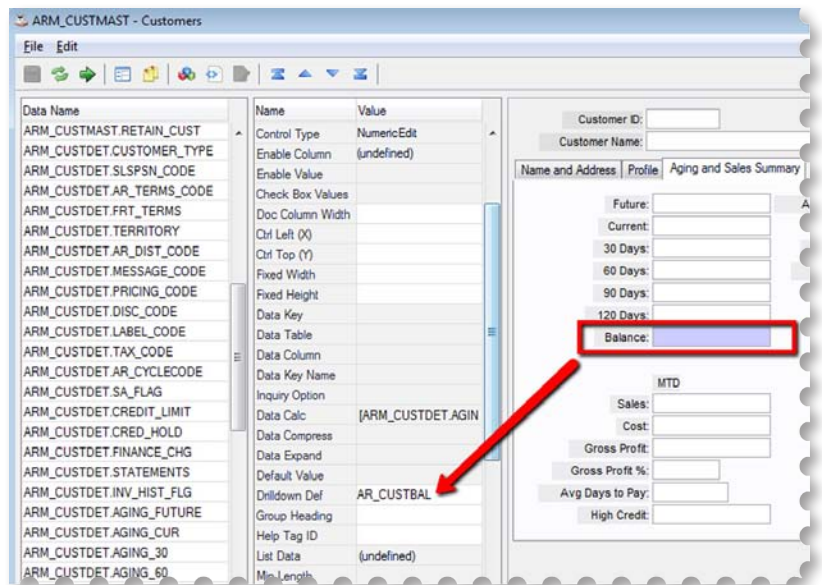 ARM_CUSTMAST - Customers
File Edit
Data Name
ARM_CUSTMAST.RETAIN_CUST
ARM_CUSTDET.CUSTOMER_TYPE
ARM_CUSTDET.SLSPSN_CODE
ARM_CUSTDET.AR_TERMS_CODE
ARM_CUSTDET.FRT_TERMS
ARM_CUSTDET.TERRITORY
ARM_CUSTDET.AR_DIST_CODE
ARM_CUSTDET.MESSAGE_CODE
ARM_CUSTDET.PRICING_CODE
ARM_CUSTDET.DISC_CODE
ARM_CUSTDET.LABEL_CODE
ARM_CUSTDET.TAX_CODE
ARM_CUSTDET.AR_CYCLECODE
ARM_CUSTDET.SA_FLAG
ARM_CUSTDET.CREDIT_LIMIT
ARM_CUSTDET.CRED_HOLD
ARM_CUSTDET.FINANCE_CHG
ARM_CUSTDET.STATEMENTS
ARM_CUSTDET.INV_HIST_FLG
ARM_CUSTDET.AGING_FUTURE
ARM_CUSTDET.AGING_CUR
ARM_CUSTDET.AGING_30
ARM_CUSTDET.AGING_60
Name Value
Control Type NumericEdit
Enable Column (undefined)
Enable Value
Check Box Values
Doc Column Width
Ctrl Left (X)
Ctrl Top (Y)
Fixed Width
Fixed Height
Data Key
Data Table
Data Column
Data Key Name
Inquiry Option
Data Calc [ARM_CUSTDET.AGIN
Data Compress
Data Expand
Default Value
Drilldown Def AR_CUSTBAL
Group Heading
Help Tag ID
List Data (undefined)
Min Length
Customer ID:
Customer Name:
Name and Address Profile Aging and Sales Summary
Future: A
Current:
30 Days:
60 Days:
90 Days:
120 Days:
Balance:
MTD
Sales:
Cost:
Gross Profit:
Gross Profit %:
Avg Days to Pay:
High Credit: